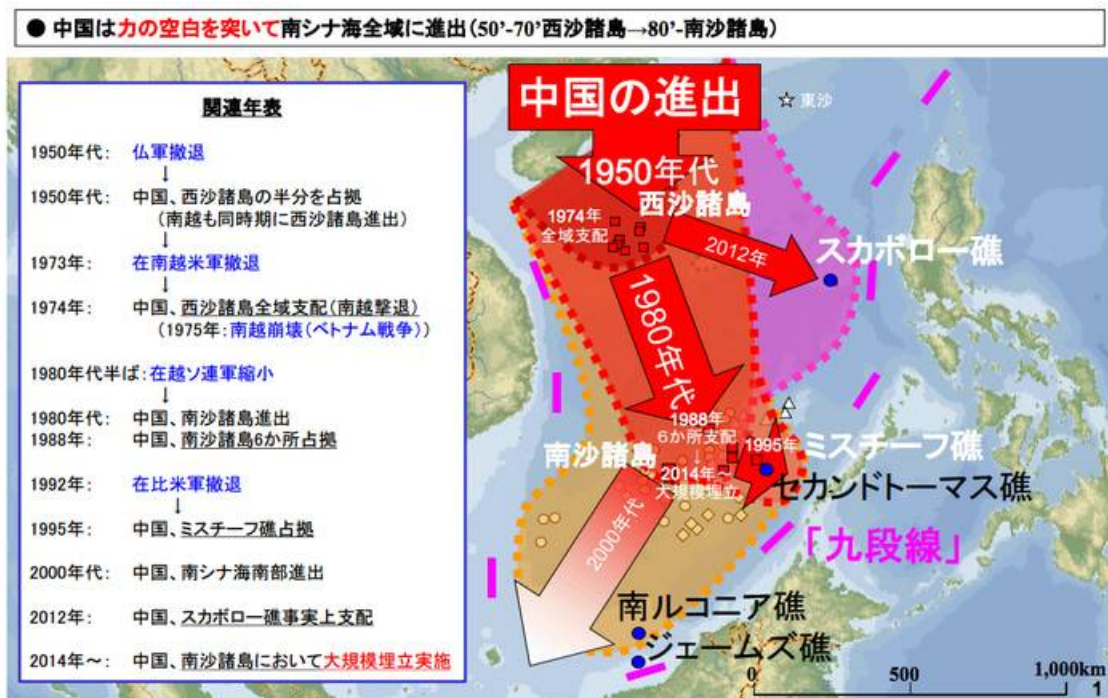 ● 中国は力の空白を突いて南シナ海全域に進出(50'-70'西沙諸島→80'-南沙諸島)
関連年表
1950年代: 仏軍撤退
↓
1950年代: 中国、西沙諸島の半分を占拠
(南越も同時期に西沙諸島進出)
↓
1973年: 在南越米軍撤退
↓
1974年: 中国、西沙諸島全域支配(南越撃退)
(1975年:南越崩壊(ベトナム戦争))
1980年代半ば:在越ソ連軍縮小
↓
1980年代: 中国、南沙諸島進出
1988年: 中国、南沙諸島6か所占拠
1992年: 在比米軍撤退
↓
1995年: 中国、ミスチーフ礁占拠
2000年代: 中国、南シナ海南部進出
2012年: 中国、スカボロー礁事実上支配
2014年~: 中国、南沙諸島において大規模埋立実施
中国の進出
☆東沙
1950年代
西沙諸島
1974年
全域支配
2012年
スカボロー礁
1980年代
1988年
6か所支配
↓
2014年~
大規模埋立
1995年
南沙諸島
ミスチーフ礁
セカンドトーマス礁
2000年代
「九段線」
南ルコニア礁
ジェームズ礁
0 500 1,000km
1